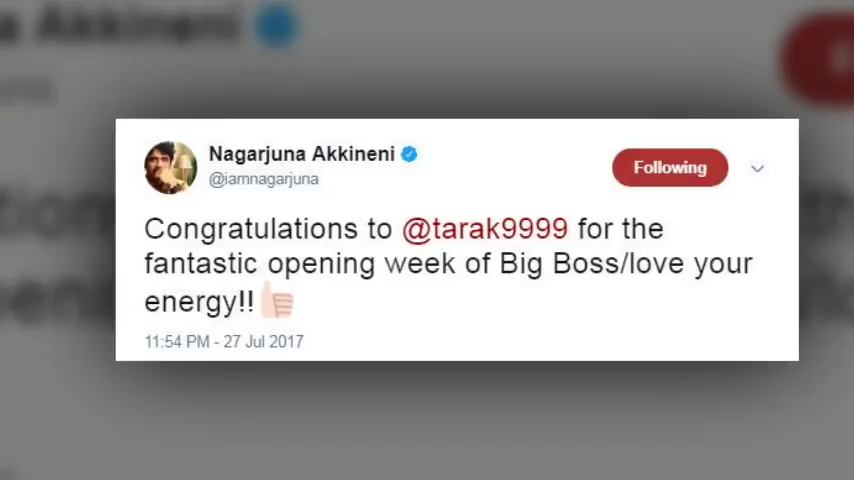 Nagarjuna Akkineni
@iamnagarjuna
Following
Congratulations to @tarak9999 for the
fantastic opening week of Big Boss/love your
energy!!👍🏻
11:54 PM - 27 Jul 2017